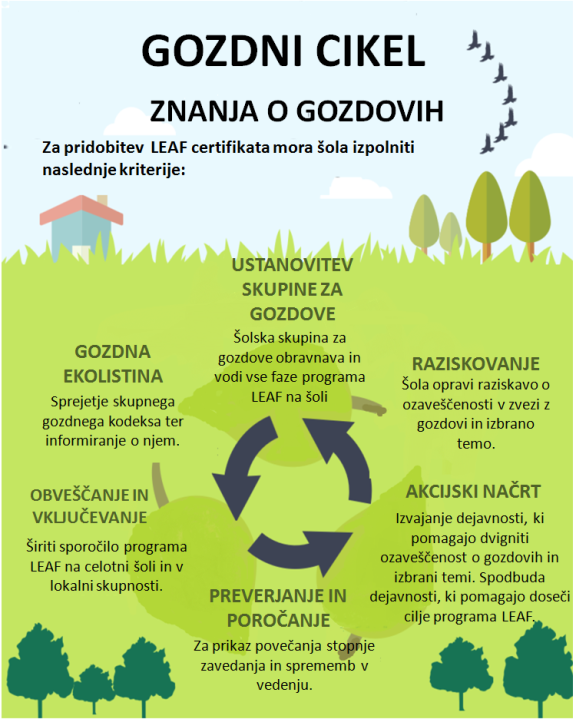 GOZDNI CIKEL
ZNANJA O GOZDOVIH
Za pridobitev LEAF certifikata mora šola izpolniti
naslednje kriterije:
USTANOVITEV
SKUPINE ZA
GOZDOVE
Šolska skupina za
gozdove obravnava in
vodi vse faze programa
LEAF na šoli
RAZISKOVANJE
Šola opravi raziskavo o
ozaveščenosti v zvezi z
gozdovi in izbrano
temo.
AKCIJSKI NAČRT
Izvajanje dejavnosti, ki
pomagajo dvigniti
ozaveščenost o gozdovih in
izbrani temi. Spodbuda
dejavnosti, ki pomagajo doseči
cilje programa LEAF.
PREVERJANJE IN
POROČANJE
Za prikaz povečanja stopnje
zavedanja in sprememb v
vedenju.
OBVEŠČANJE IN
VKLJUČEVANJE
Širiti sporočilo programa
LEAF na celotni šoli in v
lokalni skupnosti.
GOZDNA
EKOLISTINA
Sprejetje skupnega
gozdnega kodeksa ter
informiranje o njem.